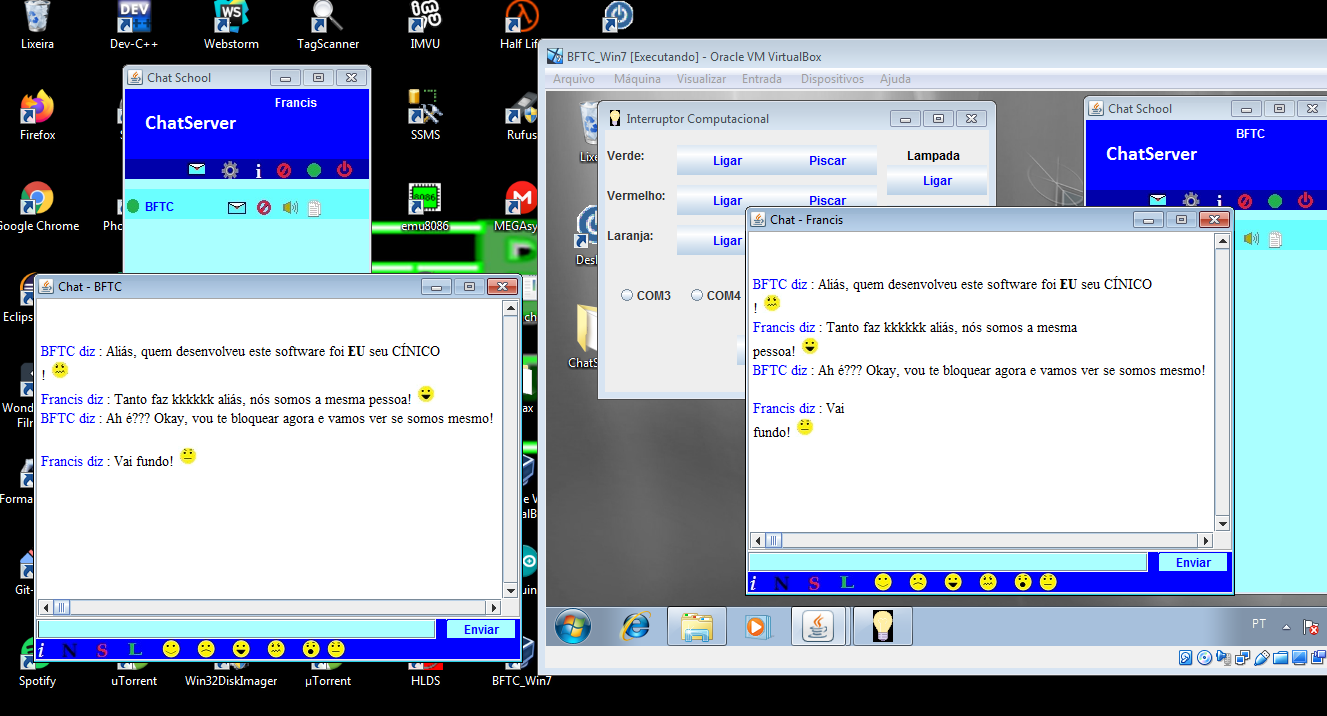 Lixeira
Dev-C++
Webstorm
TagScanner
IMVU
Half Lif
Firefox
SSMS
Rufus
Google Chrome
Pho
emu8086
MEGAsy
Eclips
ch
Wond
Fil
ax
Forma
e V
alB
Git-
uin
Spotify
uTorrent
Win32DiskImager
µTorrent
HLDS
BFTC_Win7
Chat School
Francis
ChatServer
BFTC
Chat - BFTC
BFTC diz : Aliás, quem desenvolveu este software foi EU seu CÍNICO
!
Francis diz : Tanto faz kkkkkk aliás, nós somos a mesma pessoa!
BFTC diz : Ah é??? Okay, vou te bloquear agora e vamos ver se somos mesmo!
Francis diz : Vai fundo!
Enviar
i N S L
BFTC_Win7 [Executando] - Oracle VM VirtualBox
Arquivo Máquina Visualizar Entrada Dispositivos Ajuda
Lixe
Desl
ChatS
Interruptor Computacional
Verde: Ligar Piscar Lampada
Ligar
Vermelho: Ligar Piscar
Laranja: Ligar
COM3 COM4
Chat School
BFTC
ChatServer
Chat - Francis
BFTC diz : Aliás, quem desenvolveu este software foi EU seu CÍNICO
!
Francis diz : Tanto faz kkkkkk aliás, nós somos a mesma
pessoa!
BFTC diz : Ah é??? Okay, vou te bloquear agora e vamos ver se somos mesmo!
Francis diz : Vai
fundo!
Enviar
i N S L
PT